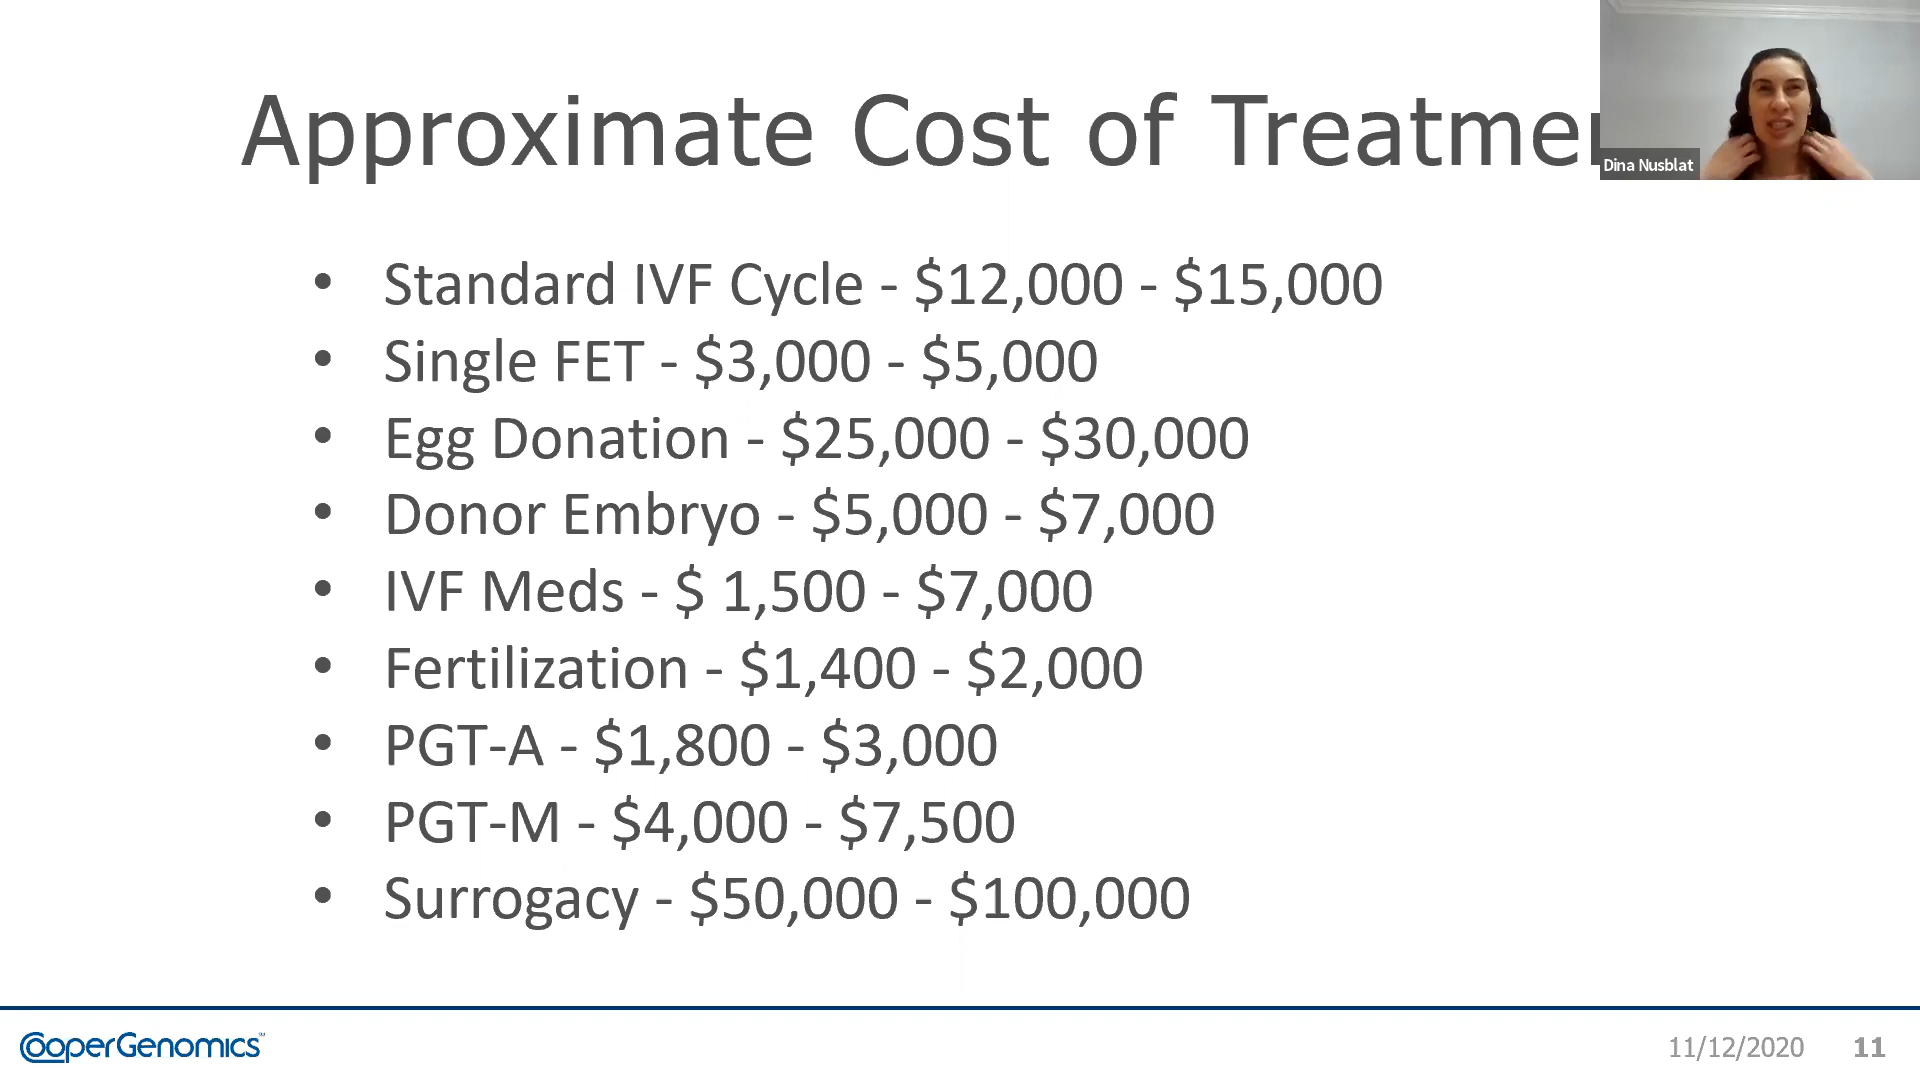 Approximate Cost of Treatmen
Dina Nusblat
• Standard IVF Cycle - $12,000 - $15,000
• Single FET - $3,000 - $5,000
• Egg Donation - $25,000 - $30,000
• Donor Embryo - $5,000 - $7,000
• IVF Meds - $ 1,500 - $7,000
• Fertilization - $1,400 - $2,000
• PGT-A - $1,800 - $3,000
• PGT-M - $4,000 - $7,500
• Surrogacy - $50,000 - $100,000
CooperGenomics™
11/12/2020 11